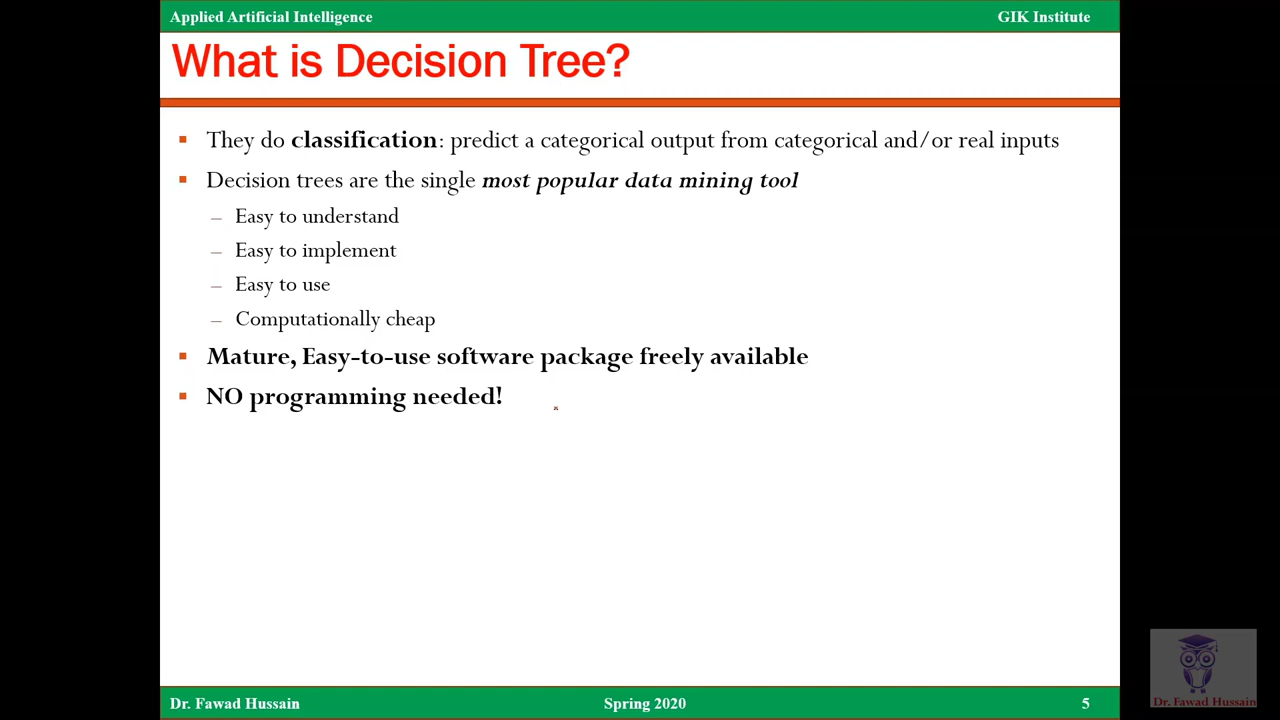 Applied Artificial Intelligence
GIK Institute
What is Decision Tree?
They do classification: predict a categorical output from categorical and/or real inputs
Decision trees are the single most popular data mining tool
– Easy to understand
– Easy to implement
– Easy to use
– Computationally cheap
Mature, Easy-to-use software package freely available
NO programming needed!
Dr. Fawad Hussain
Spring 2020
5
Dr. Fawad Hussain